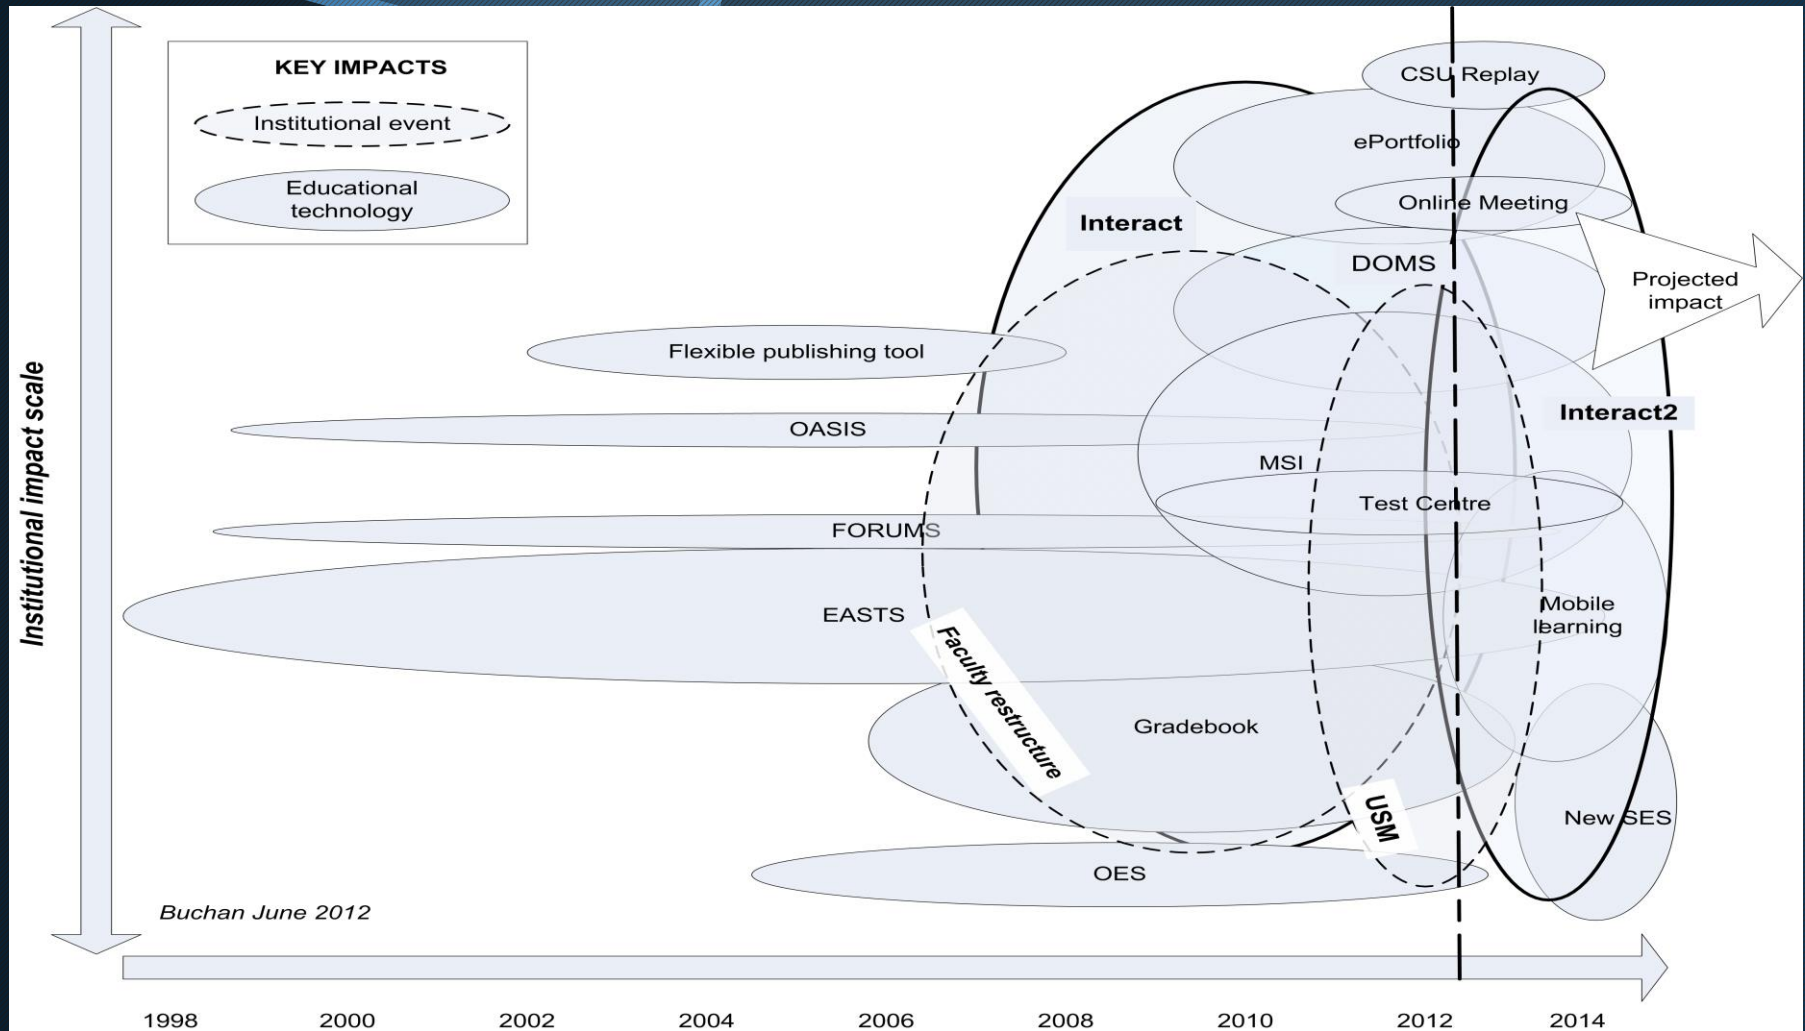 KEY IMPACTS
Institutional event
Educational
technology
CSU Replay
ePortfolio
Online Meeting
Interact
DOMS
Projected
impact
Flexible publishing tool
Interact2
OASIS
MSI
Test Centre
FORUMS
EASTS
Mobile
learning
Faculty restructure
Gradebook
USM
New SES
OES
Institutional impact scale
Buchan June 2012
1998 2000 2002 2004 2006 2008 2010 2012 2014